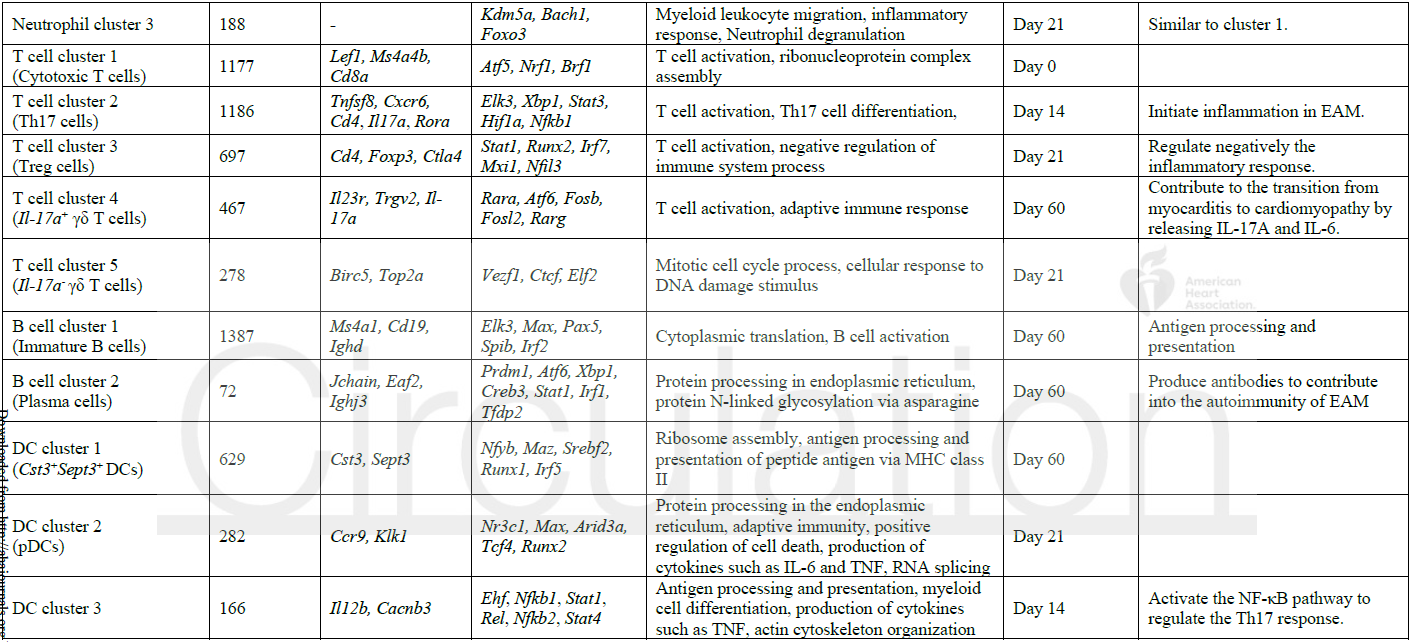 Neutrophil cluster 3 188 - Kdm5a, Bach1, Foxo3 Myeloid leukocyte migration, inflammatory response, Neutrophil degranulation Day 21 Similar to cluster 1.
T cell cluster 1 (Cytotoxic T cells) 1177 Lef1, Ms4a4b, Cd8a Atf5, Nrf1, Brf1 T cell activation, ribonucleoprotein complex assembly Day 0
T cell cluster 2 (Th17 cells) 1186 Tnfsf8, Cxcr6, Cd4, Il17a, Rora Elk3, Xbp1, Stat3, Hif1a, Nfkb1 T cell activation, Th17 cell differentiation, Day 14 Initiate inflammation in EAM.
T cell cluster 3 (Treg cells) 697 Cd4, Foxp3, Ctla4 Stat1, Runx2, Irf7, Mxi1, Nfil3 T cell activation, negative regulation of immune system process Day 21 Regulate negatively the inflammatory response.
T cell cluster 4 (Il-17a⁺ γδ T cells) 467 Il23r, Trgv2, Il-17a Rara, Atf6, Fosb, Fosl2, Rarg T cell activation, adaptive immune response Day 60 Contribute to the transition from myocarditis to cardiomyopathy by releasing IL-17A and IL-6.
T cell cluster 5 (Il-17a⁻ γδ T cells) 278 Birc5, Top2a Vezf1, Ctcf, Elf2 Mitotic cell cycle process, cellular response to DNA damage stimulus Day 21
American
Heart
Association.
B cell cluster 1 (Immature B cells) 1387 Ms4a1, Cd19, Ighd Elk3, Max, Pax5, Spib, Irf2 Cytoplasmic translation, B cell activation Day 60 Antigen processing and presentation
B cell cluster 2 (Plasma cells) 72 Jchain, Eaf2, Ighj3 Prdm1, Atf6, Xbp1, Creb3, Stat1, Irf1, Tfdp2 Protein processing in endoplasmic reticulum, protein N-linked glycosylation via asparagine Day 60 Produce antibodies to contribute into the autoimmunity of EAM
DC cluster 1 (Cst3⁺Sept3⁺ DCs) 629 Cst3, Sept3 Nfyb, Maz, Srebf2, Runx1, Irf5 Ribosome assembly, antigen processing and presentation of peptide antigen via MHC class II Day 60
DC cluster 2 (pDCs) 282 Ccr9, Klk1 Nr3c1, Max, Arid3a, Tcf4, Runx2 Protein processing in the endoplasmic reticulum, adaptive immunity, positive regulation of cell death, production of cytokines such as IL-6 and TNF, RNA splicing Day 21
DC cluster 3 166 Il12b, Cacnb3 Ehf, Nfkb1, Stat1, Rel, Nfkb2, Stat4 Antigen processing and presentation, myeloid cell differentiation, production of cytokines such as TNF, actin cytoskeleton organization Day 14 Activate the NF-κB pathway to regulate the Th17 response.
Circulation
Downloaded from